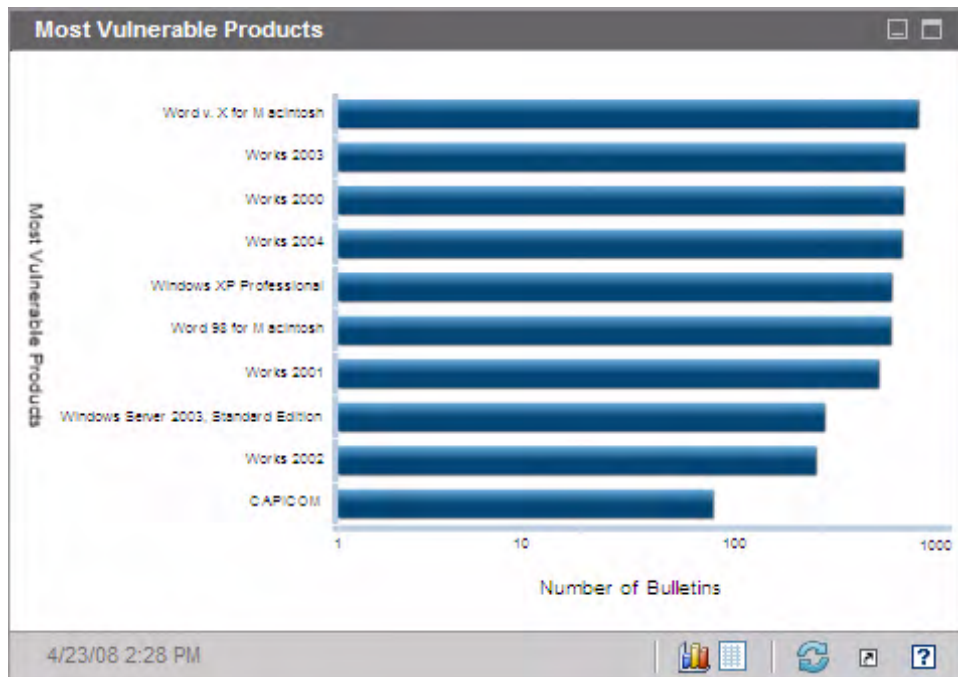 Most Vulnerable Products
Most Vulnerable Products
Word v. X for Macintosh
Works 2003
Works 2000
Works 2004
Windows XP Professional
Word 98 for Macintosh
Works 2001
Windows Server 2003, Standard Edition
Works 2002
CAPICOM
1 10 100 1000
Number of Bulletins
4/23/08 2:28 PM
?